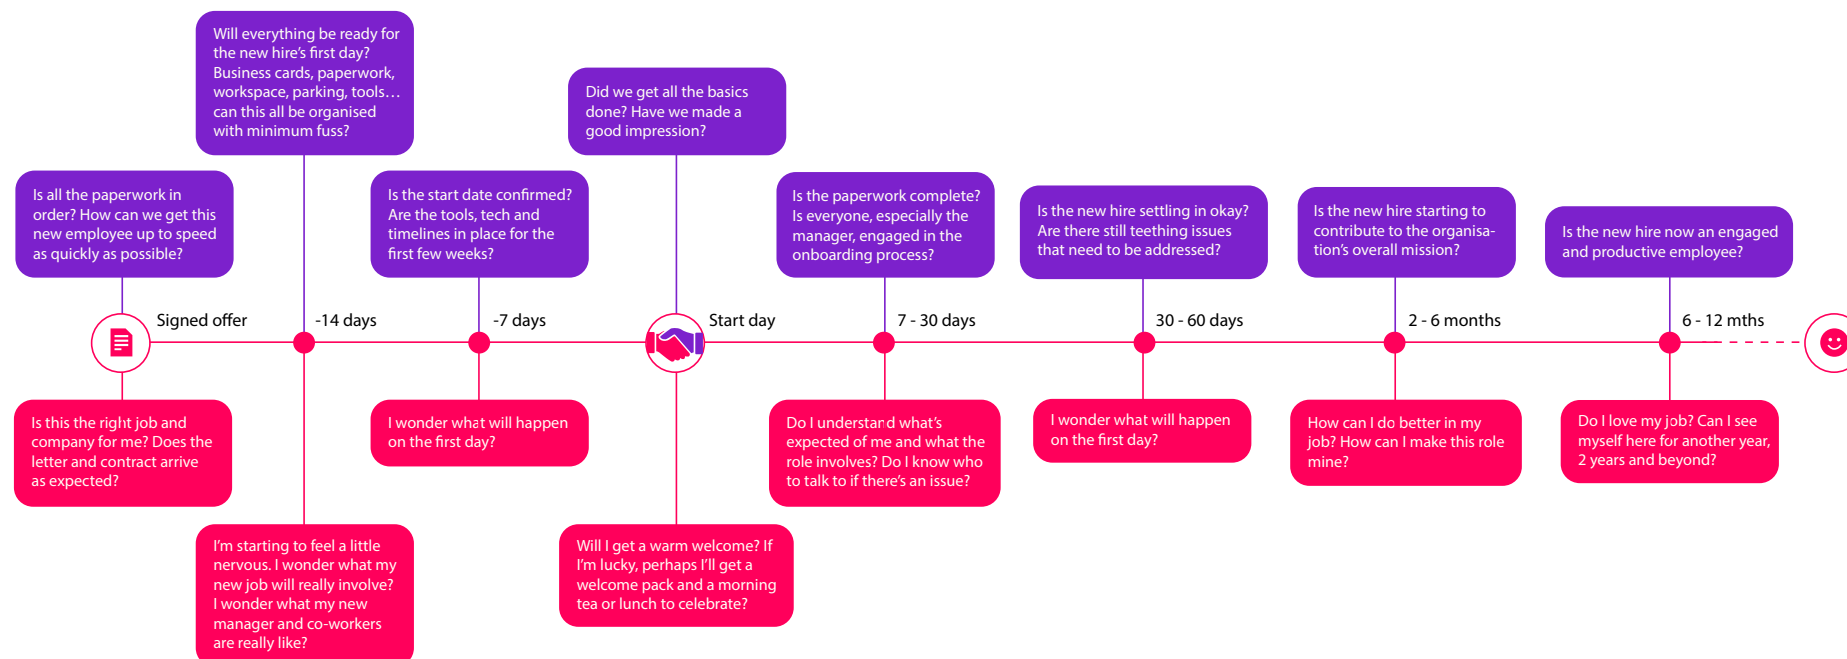 Will everything be ready for
the new hire’s first day?
Business cards, paperwork,
workspace, parking, tools…
can this all be organised
with minimum fuss?
Did we get all the basics
done? Have we made a
good impression?
Is all the paperwork in
order? How can we get this
new employee up to speed
as quickly as possible?
Is the start date confirmed?
Are the tools, tech and
timelines in place for the
first few weeks?
Is the paperwork complete?
Is everyone, especially the
manager, engaged in the
onboarding process?
Is the new hire settling in okay?
Are there still teething issues
that need to be addressed?
Is the new hire starting to
contribute to the organisa-
tion’s overall mission?
Is the new hire now an engaged
and productive employee?
Signed offer
-14 days
-7 days
Start day
7 - 30 days
30 - 60 days
2 - 6 months
6 - 12 mths
Is this the right job and
company for me? Does the
letter and contract arrive
as expected?
I wonder what will happen
on the first day?
Do I understand what’s
expected of me and what the
role involves? Do I know who
to talk to if there’s an issue?
I wonder what will happen
on the first day?
How can I do better in my
job? How can I make this role
mine?
Do I love my job? Can I see
myself here for another year,
2 years and beyond?
I’m starting to feel a little
nervous. I wonder what my
new job will really involve?
I wonder what my new
manager and co-workers
are really like?
Will I get a warm welcome? If
I’m lucky, perhaps I’ll get a
welcome pack and a morning
tea or lunch to celebrate?